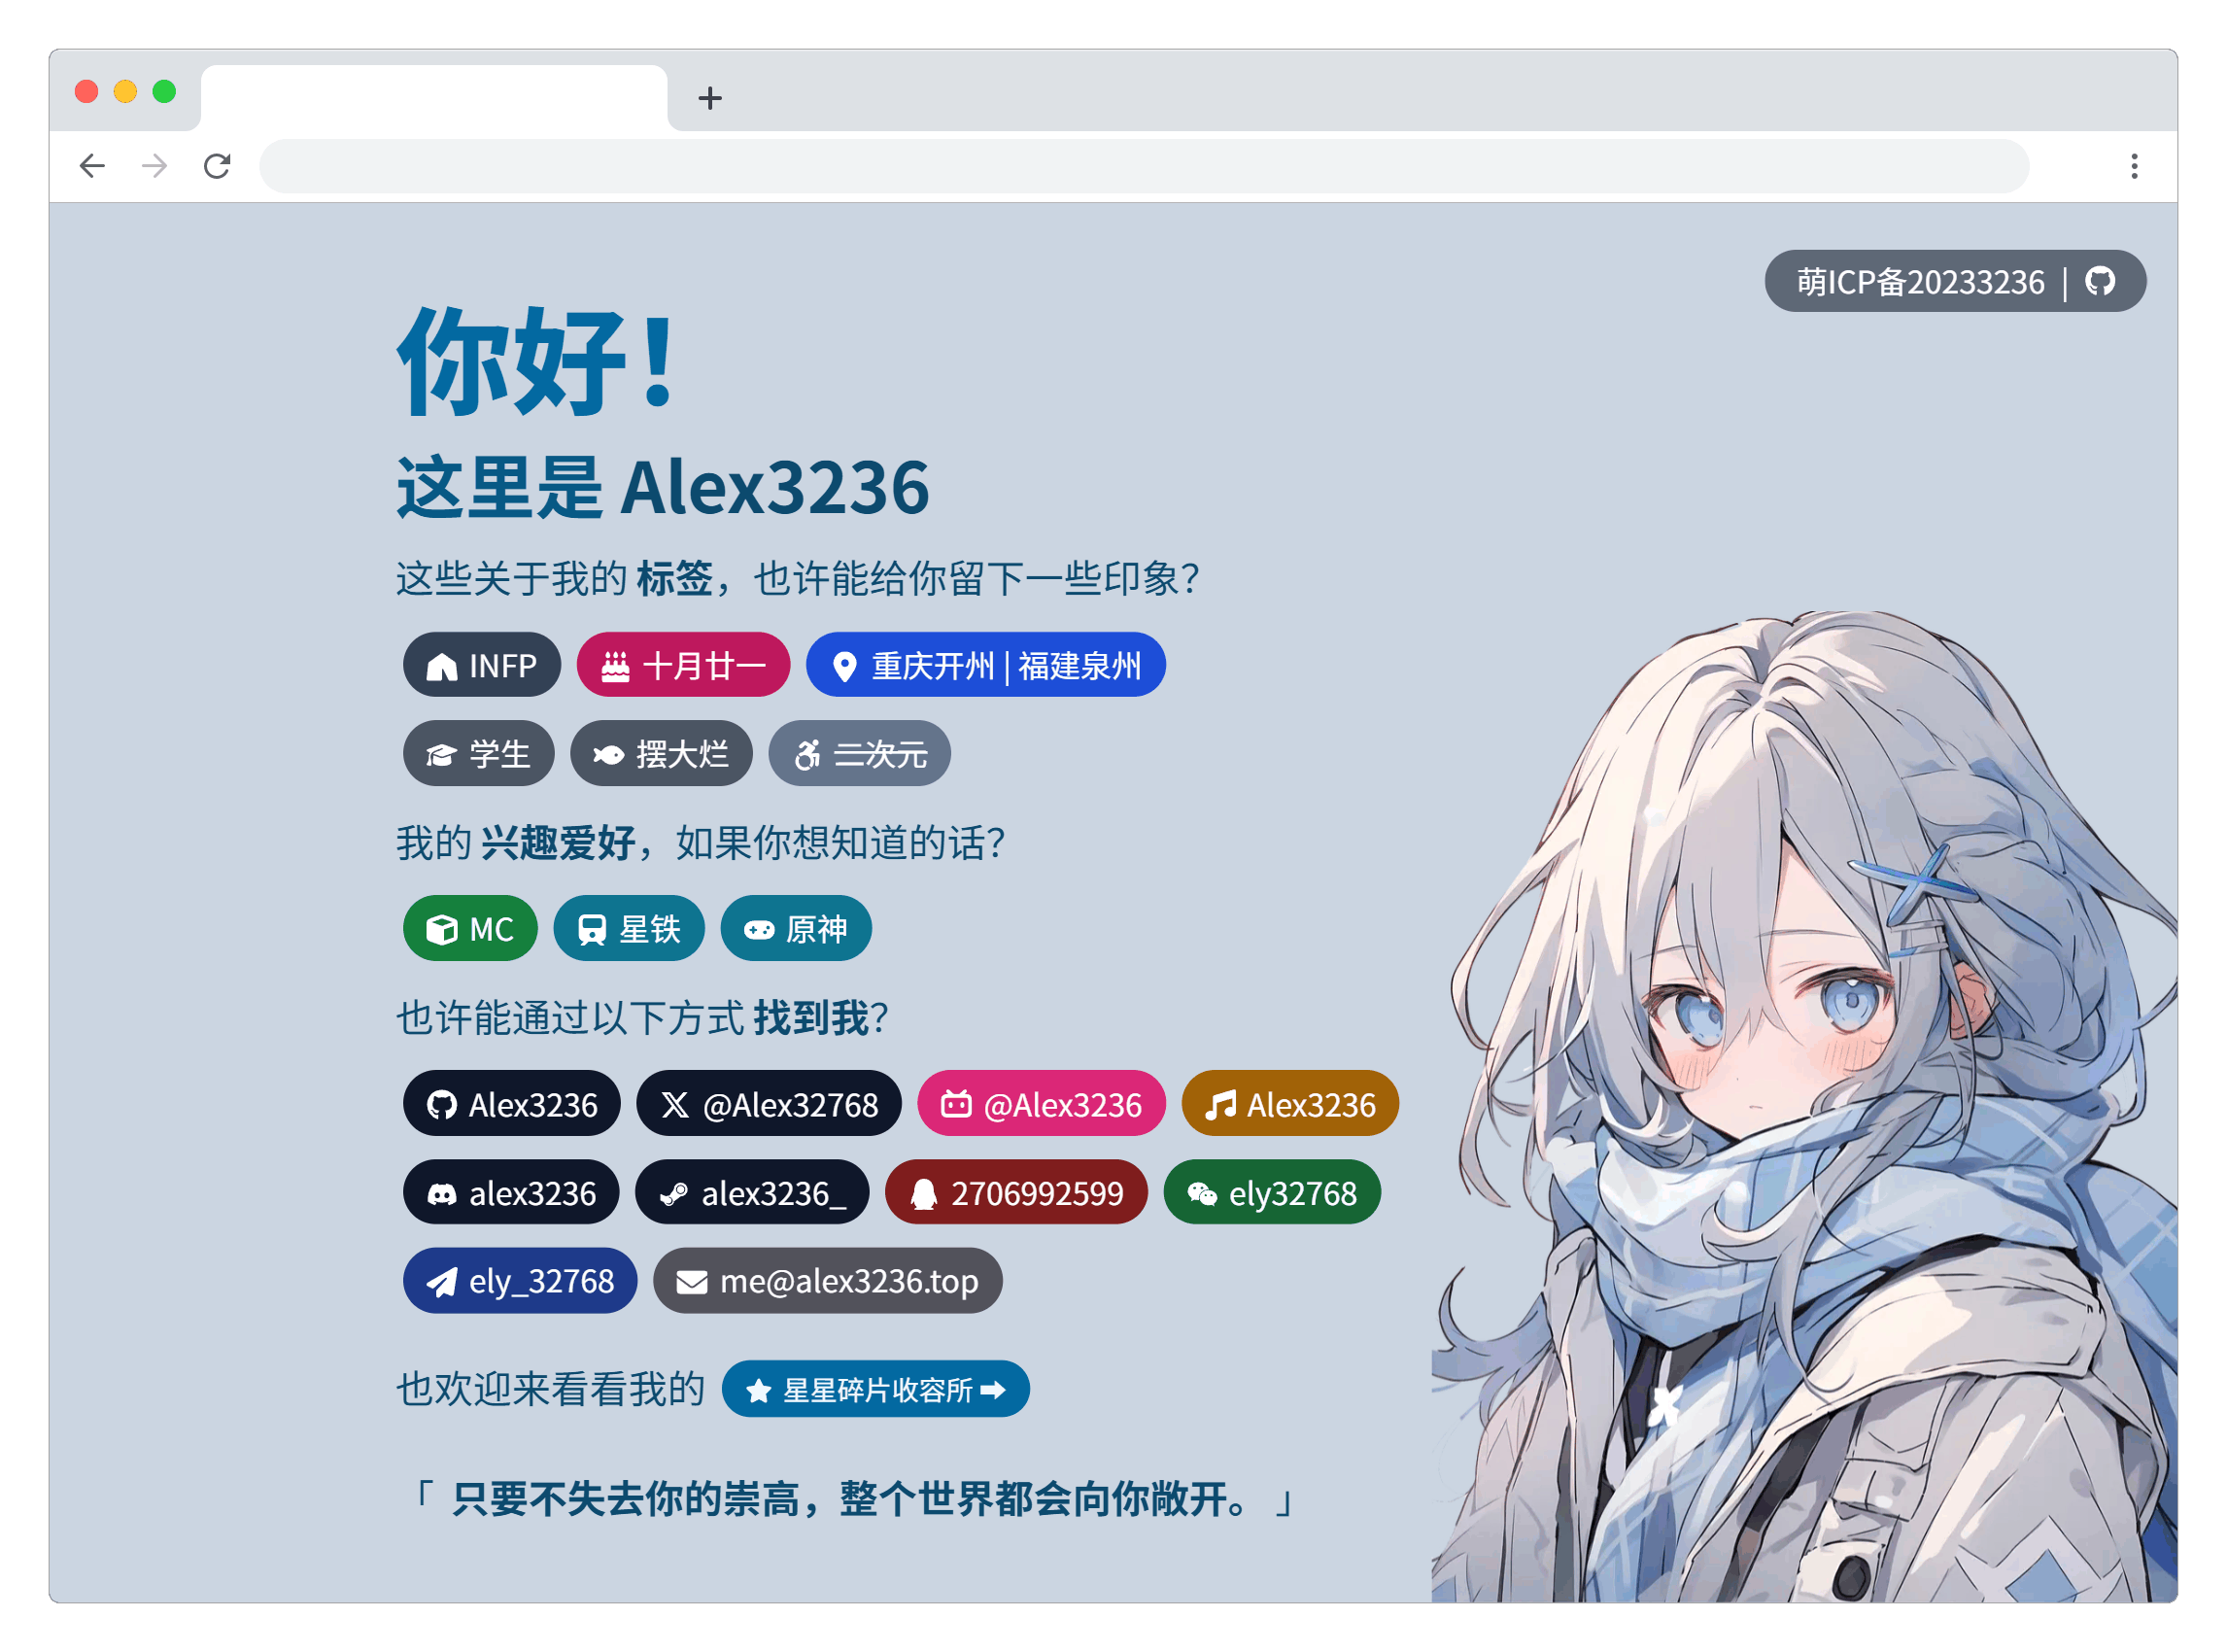 萌ICP备20233236 |
你好！
这里是 Alex3236
这些关于我的 标签，也许能给你留下一些印象？
INFP 十月廿一 重庆开州 | 福建泉州
学生 摆大烂 二次元
我的 兴趣爱好，如果你想知道的话？
MC 星铁 原神
也许能通过以下方式 找到我？
Alex3236 @Alex32768 @Alex3236 Alex3236
alex3236 alex3236_ 2706992599 ely32768
ely_32768 me@alex3236.top
也欢迎来看看我的 星星碎片收容所
「 只要不失去你的崇高，整个世界都会向你敞开。 」